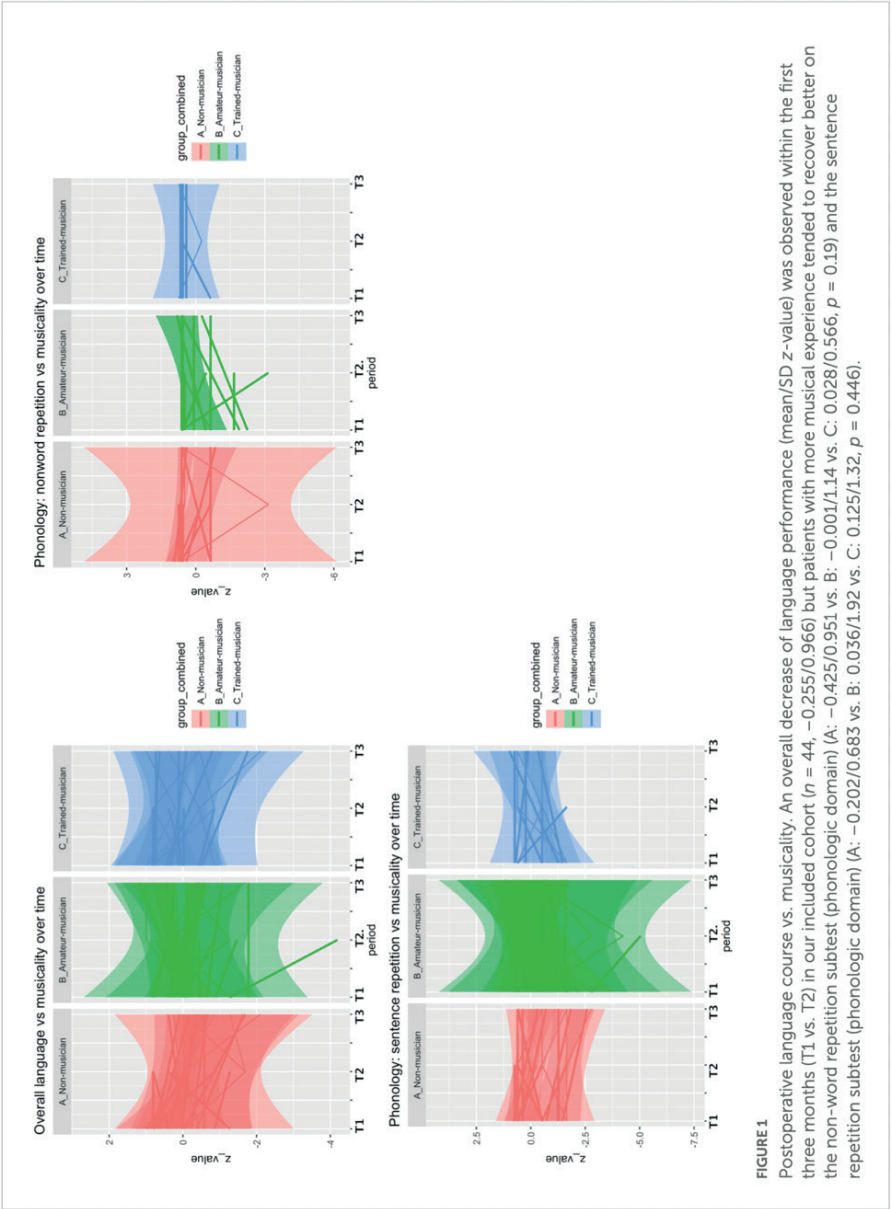 Overall language vs musicality over time
A_Non-musician
B_Amateur-musician
C_Trained-musician
z_value
2
0
-2
-4
T1
.
T2
.
T3
T1
.
T2.
.
T3
T1
.
T2
.
T3
period
group_combined
A_Non-musician
B_Amateur-musician
C_Trained-musician
Phonology: nonword repetition vs musicality over time
A_Non-musician
B_Amateur-musician
C_Trained-musician
z_value
3
0
-3
-6
T1
.
T2
.
T3
T1
.
T2.
.
T3
T1
.
T2
.
T3
period
group_combined
A_Non-musician
B_Amateur-musician
C_Trained-musician
Phonology: sentence repetition vs musicality over time
A_Non-musician
B_Amateur-musician
C_Trained-musician
z_value
2.5
-0.0
-2.5
-5.0
-7.5
T1
.
T2
.
T3
T1
.
T2.
.
T3
T1
.
T2
.
T3
period
group_combined
A_Non-musician
B_Amateur-musician
C_Trained-musician
FIGURE 1
Postoperative language course vs. musicality. An overall decrease of language performance (mean/SD z-value) was observed within the first
three months (T1 vs. T2) in our included cohort (n = 44, −0.255/0.966) but patients with more musical experience tended to recover better on
the non-word repetition subtest (phonologic domain) (A: −0.425/0.951 vs. B: −0.001/1.14 vs. C: 0.028/0.566, p = 0.19) and the sentence
repetition subtest (phonologic domain) (A: −0.202/0.683 vs. B: 0.036/1.92 vs. C: 0.125/1.32, p = 0.446).